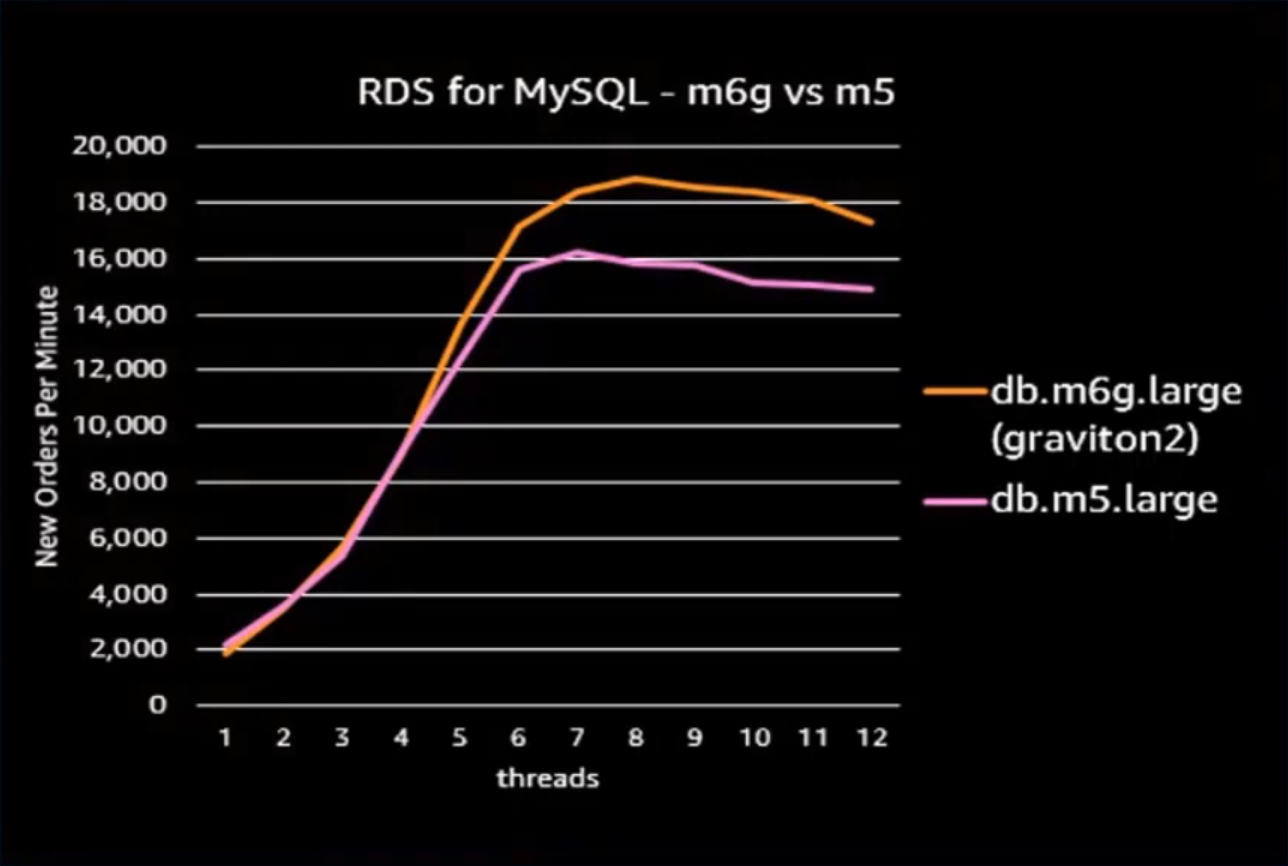 RDS for MySQL - m6g vs m5
20,000
18,000
16,000
14,000
12,000
10,000
8,000
6,000
4,000
2,000
0
New Orders Per Minute
1 2 3 4 5 6 7 8 9 10 11 12
threads
db.m6g.large
(graviton2)
db.m5.large